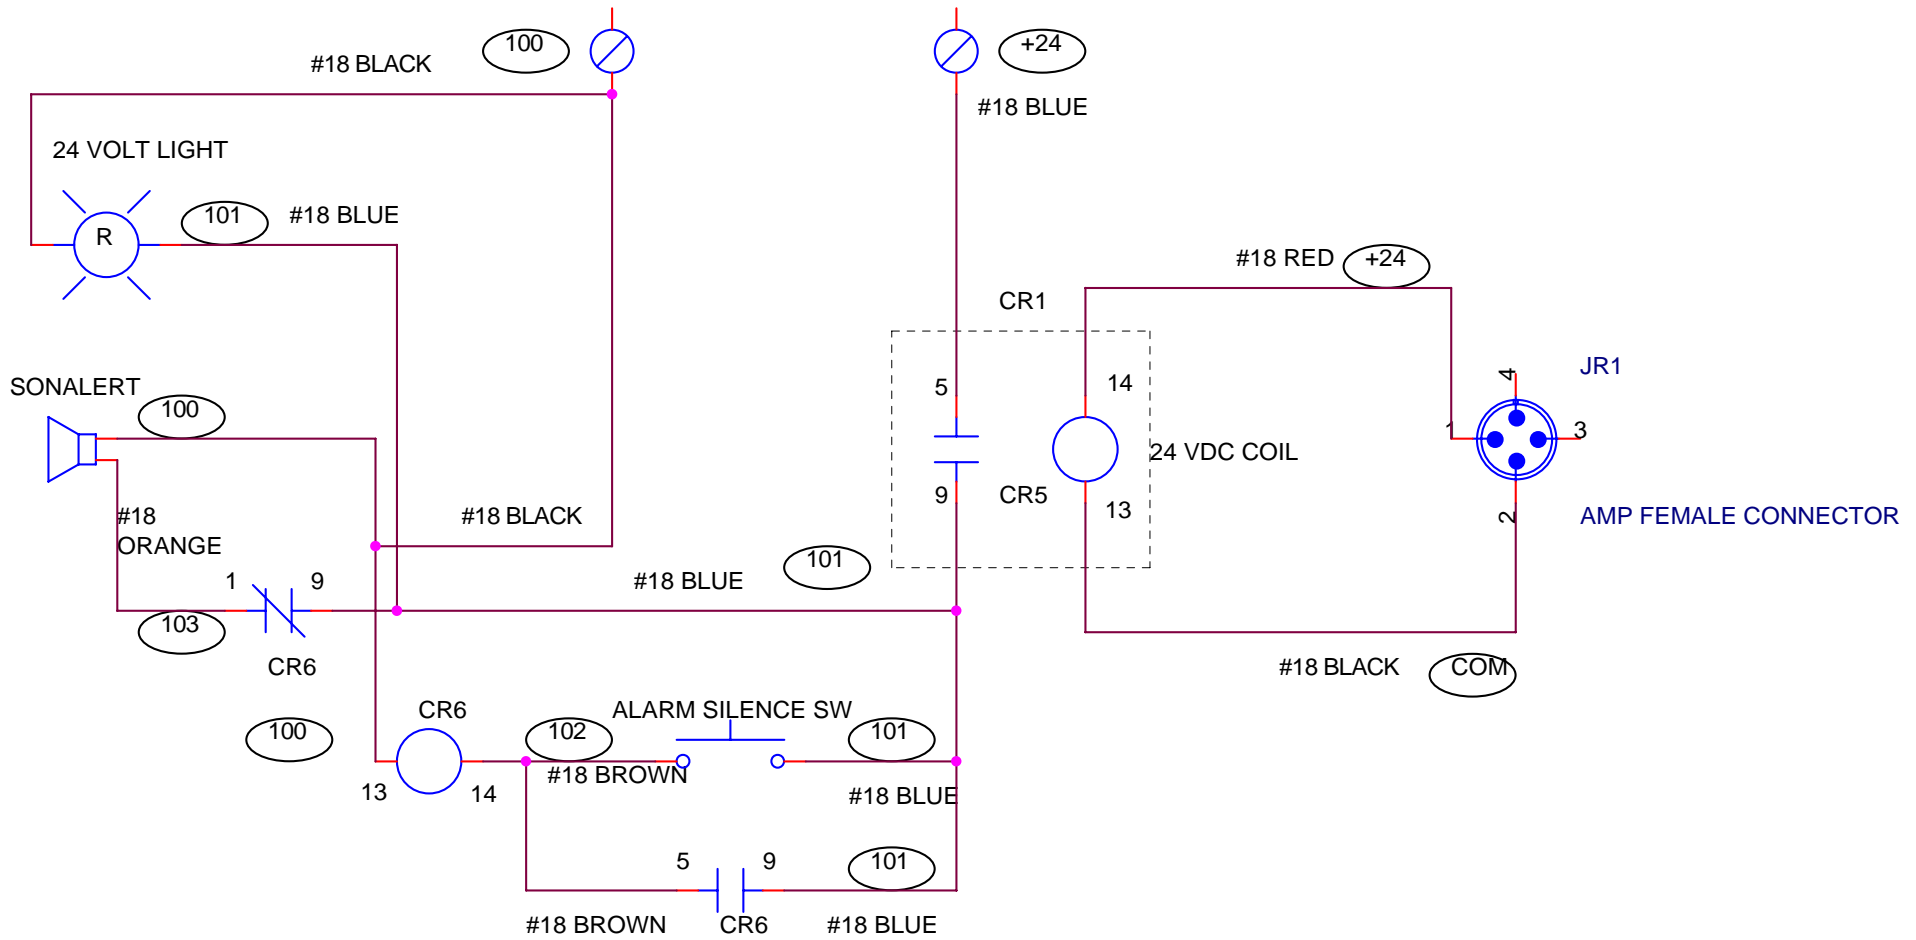 100
+24
#18 BLACK
#18 BLUE
24 VOLT LIGHT
101
#18 BLUE
R
#18 RED
+24
CR1
SONALERT
100
5
14
4
JR1
1
3
24 VDC COIL
9
CR5
13
2
AMP FEMALE CONNECTOR
#18
ORANGE
#18 BLACK
101
1
9
#18 BLUE
103
CR6
#18 BLACK
COM
100
CR6
102
ALARM SILENCE SW
101
#18 BROWN
13
14
#18 BLUE
5
9
101
#18 BROWN
CR6
#18 BLUE